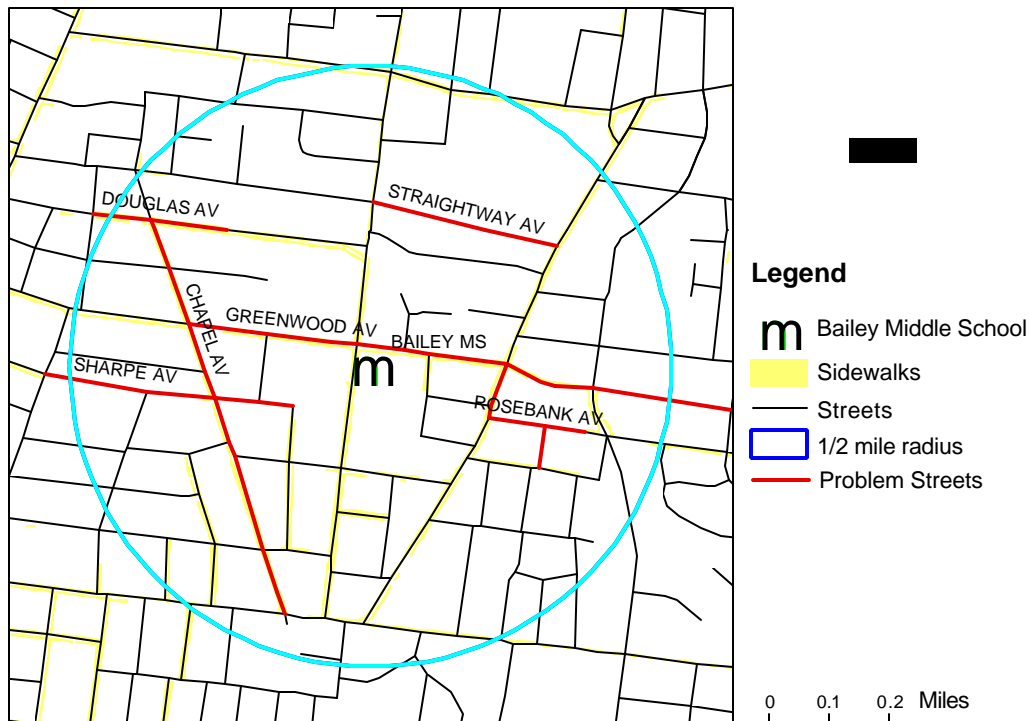 STRAIGHTWAY AV
DOUGLAS AV
CHAPEL AV
GREENWOOD AV
BAILEY MS
m
SHARPE AV
ROSEBANK AV
Legend
m Bailey Middle School
Sidewalks
Streets
1/2 mile radius
Problem Streets
0 0.1 0.2 Miles